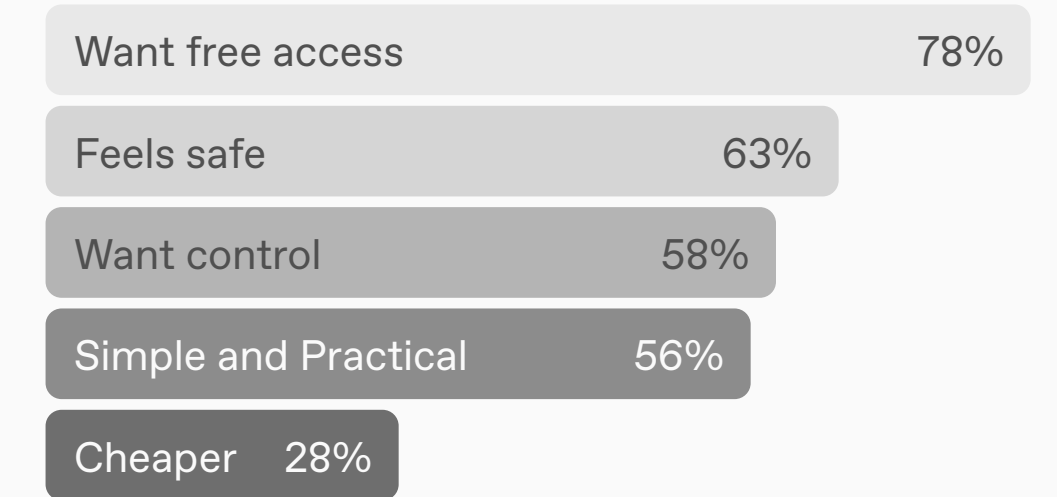 Want free access 78%
Feels safe 63%
Want control 58%
Simple and Practical 56%
Cheaper 28%